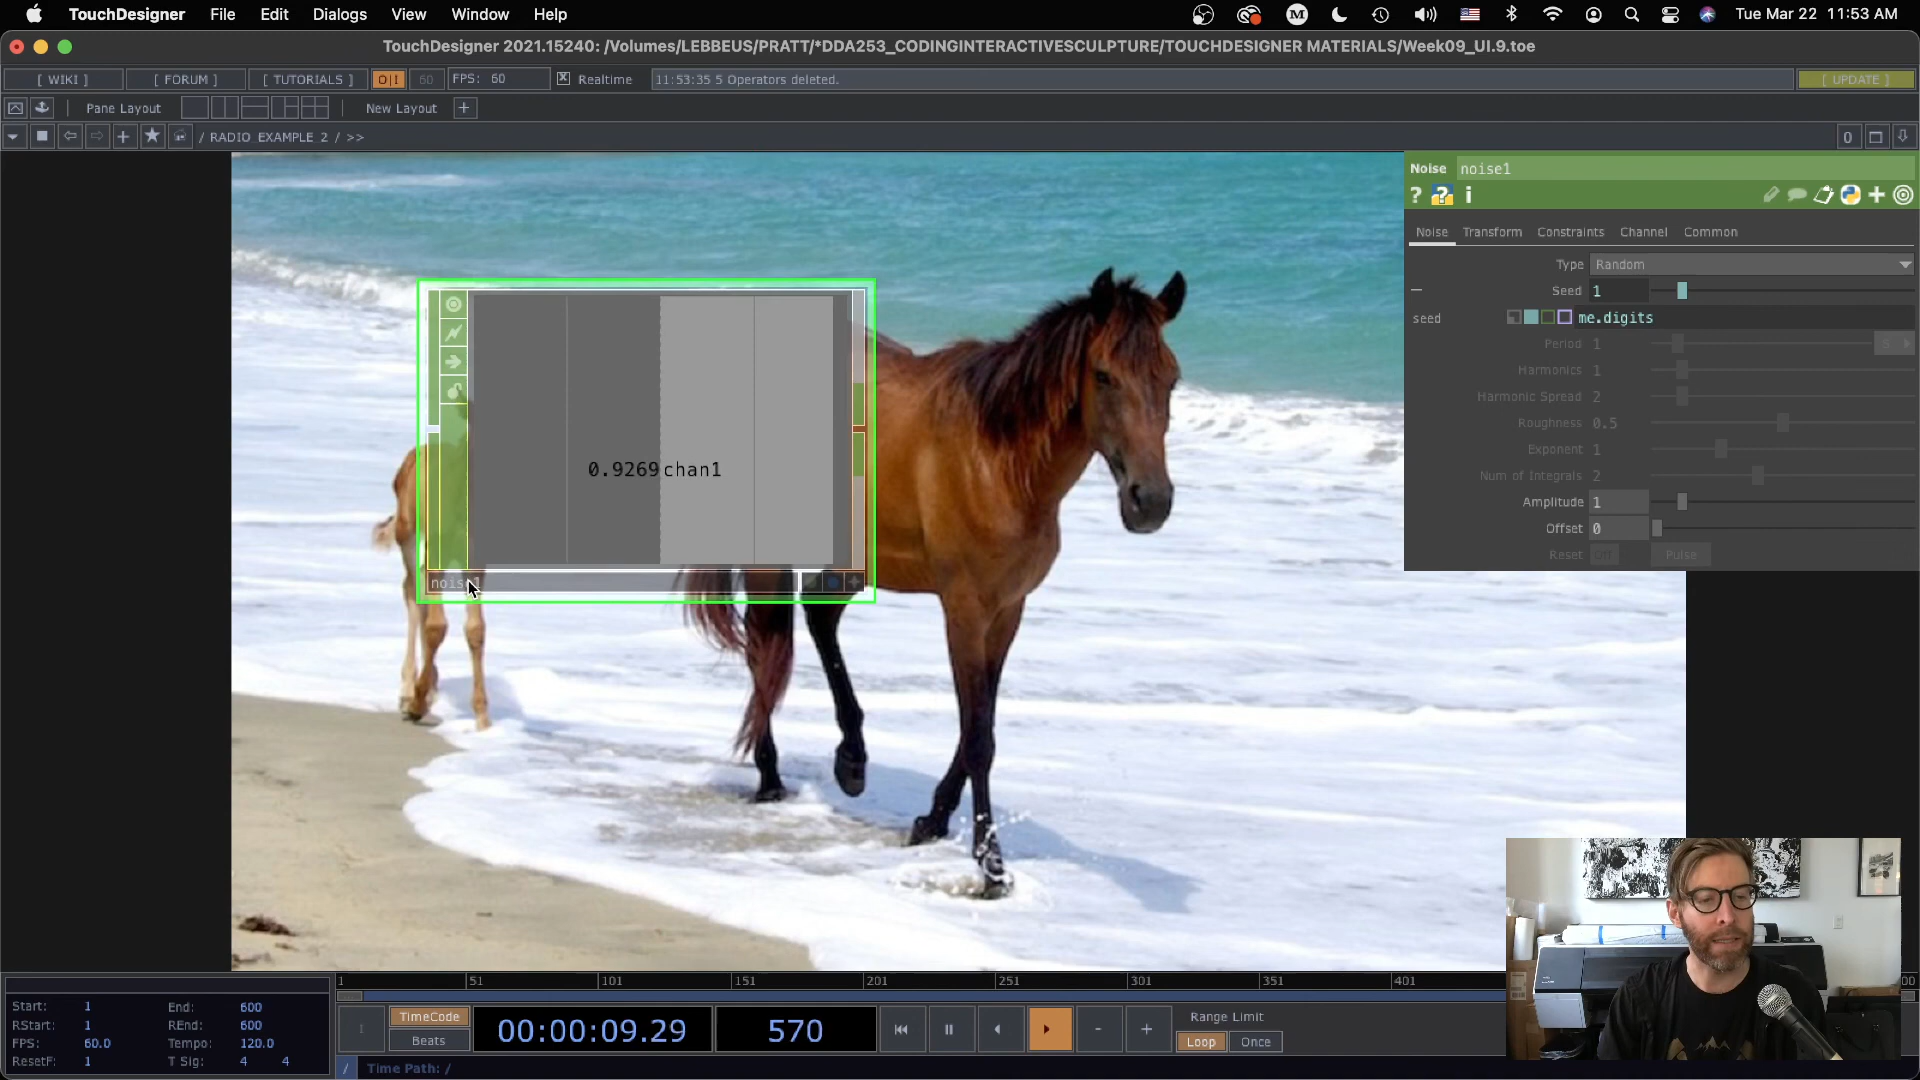 TouchDesigner File Edit Dialogs View Window Help Tue Mar 22 11:53 AM
TouchDesigner 2021.15240: /Volumes/LEBBEUS/PRATT/*DDA253_CODINGINTERACTIVESCULPTURE/TOUCHDESIGNER MATERIALS/Week09_UI.9.toe
[ WIKI ] [ FORUM ] [ TUTORIALS ] O|I 60 FPS: 60 Realtime 11:53:35 5 Operators deleted. [ UPDATE ]
Pane Layout New Layout +
/ RADIO EXAMPLE 2 / >> 0
Noise noise1
? ? i
Noise Transform Constraints Channel Common
Type Random
Seed 1
seed me.digits
Period 1 S
Harmonics 1
Harmonic Spread 2
Roughness 0.5
Exponent 1
Num of Integrals 2
Amplitude 1
Offset 0
Reset Off Pulse
0.9269 chan1
noise1
1 51 101 151 201 251 301 351 401
Start: 1 End: 600
RStart: 1 REnd: 600
FPS: 60.0 Tempo: 120.0
ResetF: 1 T Sig: 4 4
TimeCode
Beats
00:00:09.29 570
Range Limit
Loop Once
/ Time Path: /